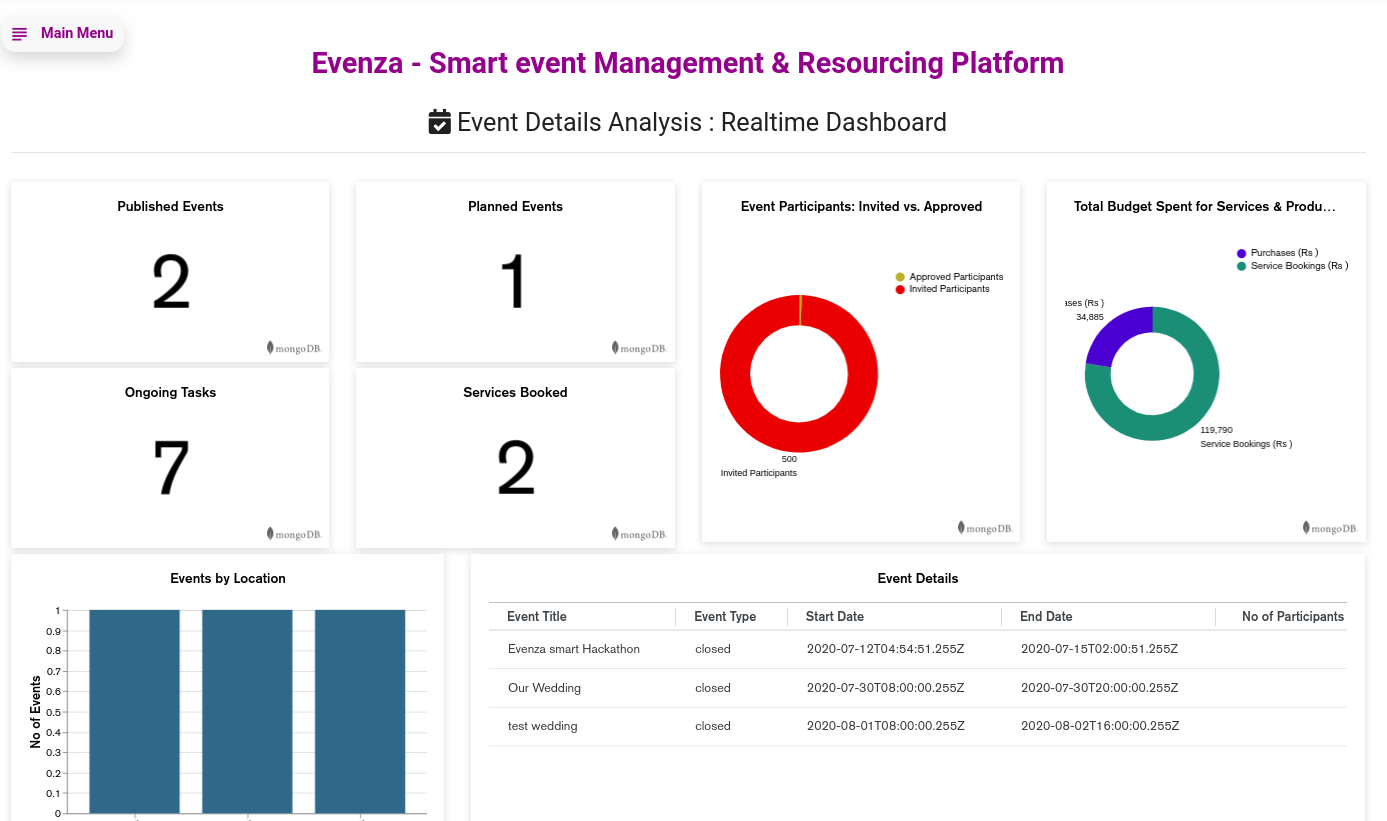 Main Menu
Evenza - Smart event Management & Resourcing Platform
Event Details Analysis : Realtime Dashboard
Published Events
2
mongoDB.
Planned Events
1
mongoDB.
Event Participants: Invited vs. Approved
Approved Participants
Invited Participants
500
Invited Participants
mongoDB.
Total Budget Spent for Services & Produ...
Purchases (Rs )
Service Bookings (Rs )
ases (Rs )
34,885
119,790
Service Bookings (Rs )
mongoDB.
Ongoing Tasks
7
mongoDB.
Services Booked
2
mongoDB.
Events by Location
No of Events
1
0.9
0.8
0.7
0.6
0.5
0.4
0.3
0.2
0.1
0
Event Details
Event Title Event Type Start Date End Date No of Participants
Evenza smart Hackathon closed 2020-07-12T04:54:51.255Z 2020-07-15T02:00:51.255Z
Our Wedding closed 2020-07-30T08:00:00.255Z 2020-07-30T20:00:00.255Z
test wedding closed 2020-08-01T08:00:00.255Z 2020-08-02T16:00:00.255Z